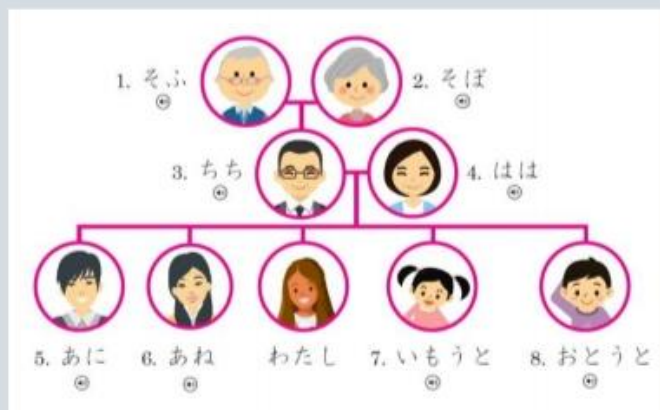 1. そふ
2. そぼ
3. ちち
4. はは
5. あに
6. あね
わたし
7. いもうと
8. おとうと